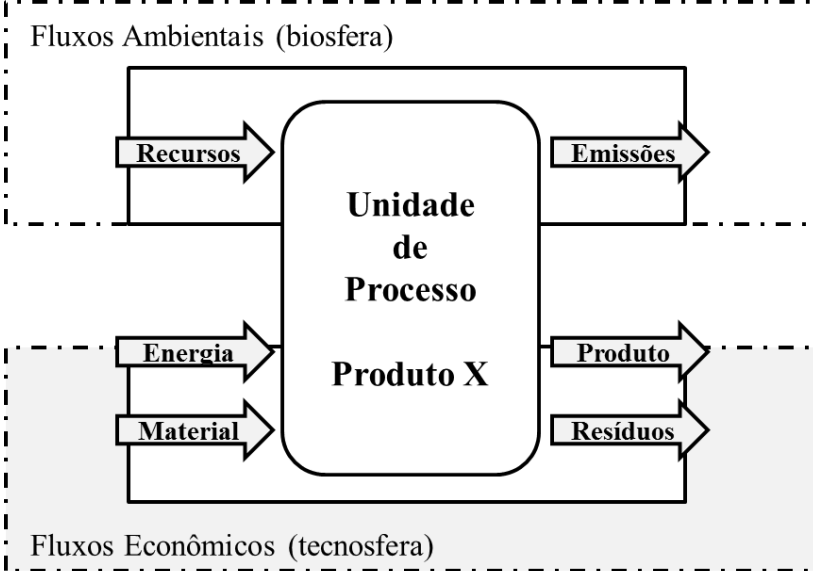 Fluxos Ambientais (biosfera)
Recursos
Emissões
Unidade
de
Processo
Produto X
Energia
Produto
Material
Resíduos
Fluxos Econômicos (tecnosfera)